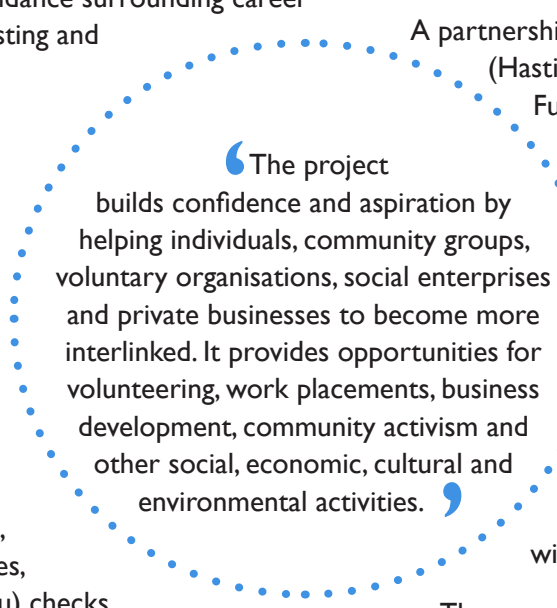 surrounding career
sting and
A partnershi
(Hasti
Fu
‘The project
builds confidence and aspiration by
helping individuals, community groups,
voluntary organisations, social enterprises
and private businesses to become more
interlinked. It provides opportunities for
volunteering, work placements, business
development, community activism and
other social, economic, cultural and
environmental activities. ’
,
es,
wi
u) checks